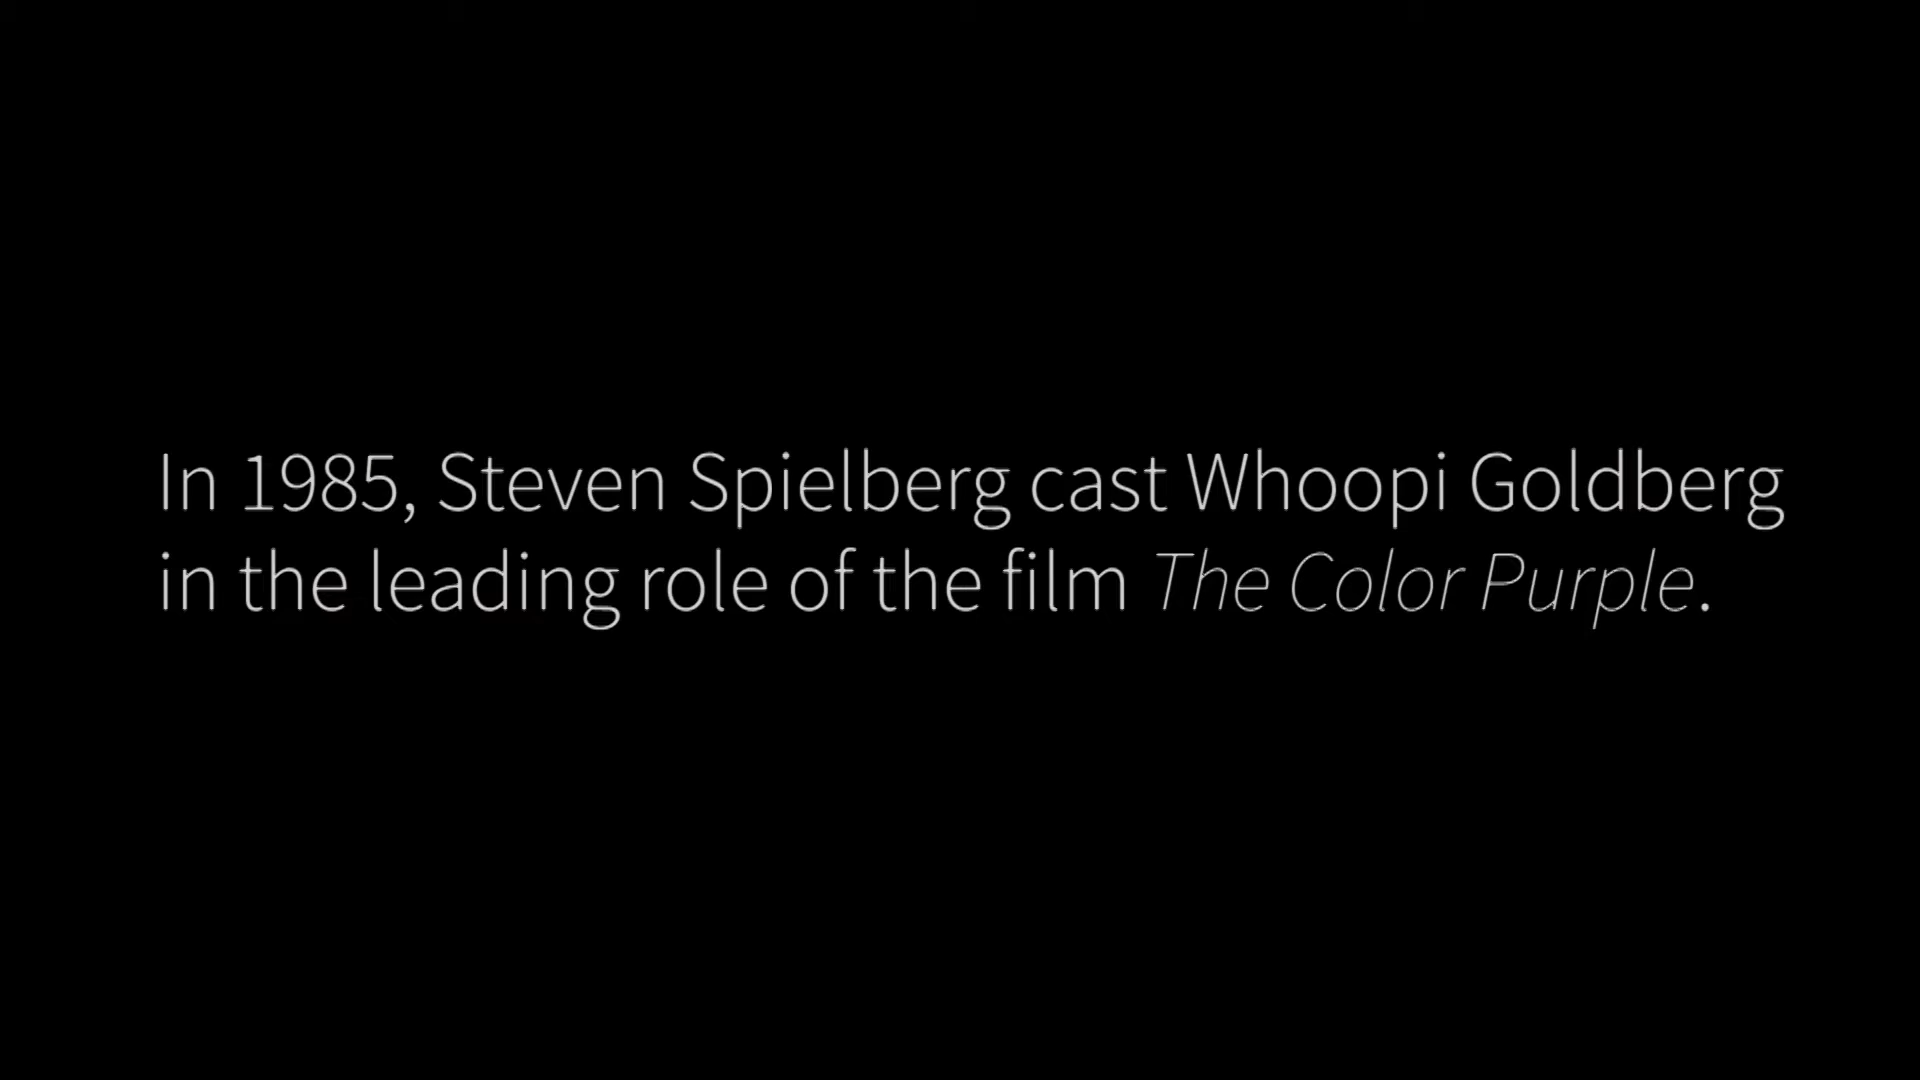 In 1985, Steven Spielberg cast Whoopi Goldberg
in the leading role of the film The Color Purple.